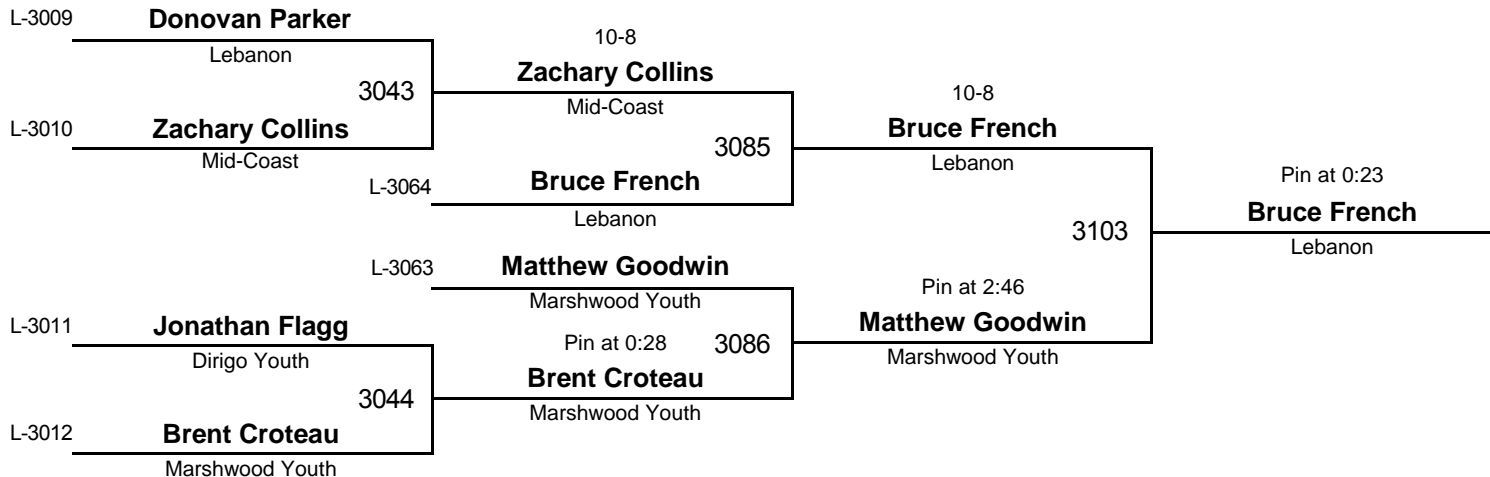 L-3009
Donovan Parker
Lebanon
3043
L-3010
Zachary Collins
Mid-Coast
10-8
Zachary Collins
Mid-Coast
3085
L-3064
Bruce French
Lebanon
10-8
Bruce French
Lebanon
3103
Pin at 0:23
Bruce French
Lebanon
L-3063
Matthew Goodwin
Marshwood Youth
3086
Pin at 2:46
Matthew Goodwin
Marshwood Youth
L-3011
Jonathan Flagg
Dirigo Youth
3044
Pin at 0:28
Brent Croteau
Marshwood Youth
L-3012
Brent Croteau
Marshwood Youth